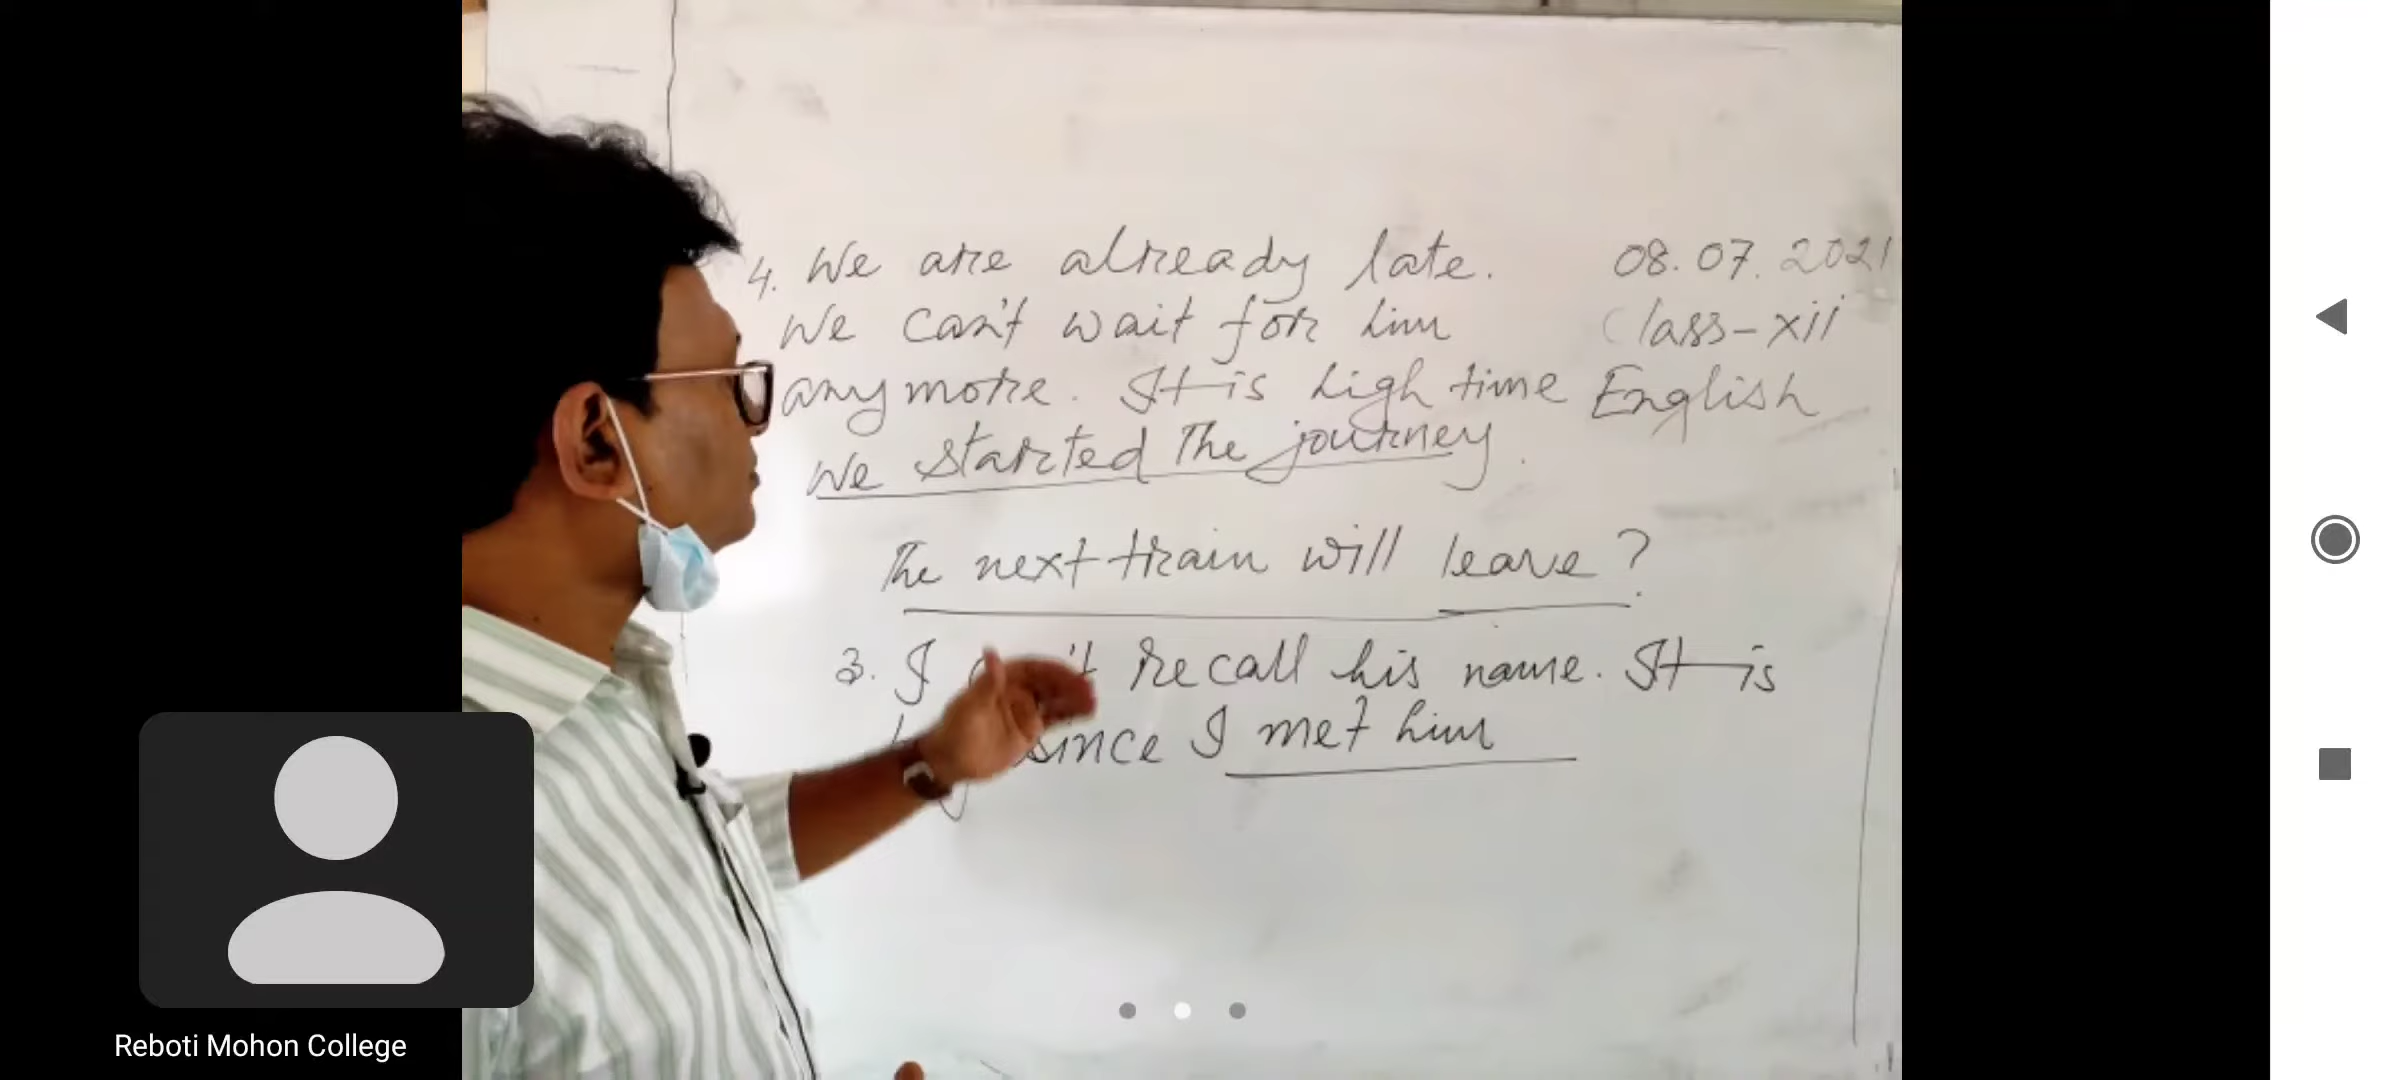 4. We are already late.
We can't wait for him
anymore. It is high time
we started the journey.
08.07.2021
Class-xii
English
The next train will leave?
3. I recall his name. It is
since I met him
Reboti Mohon College